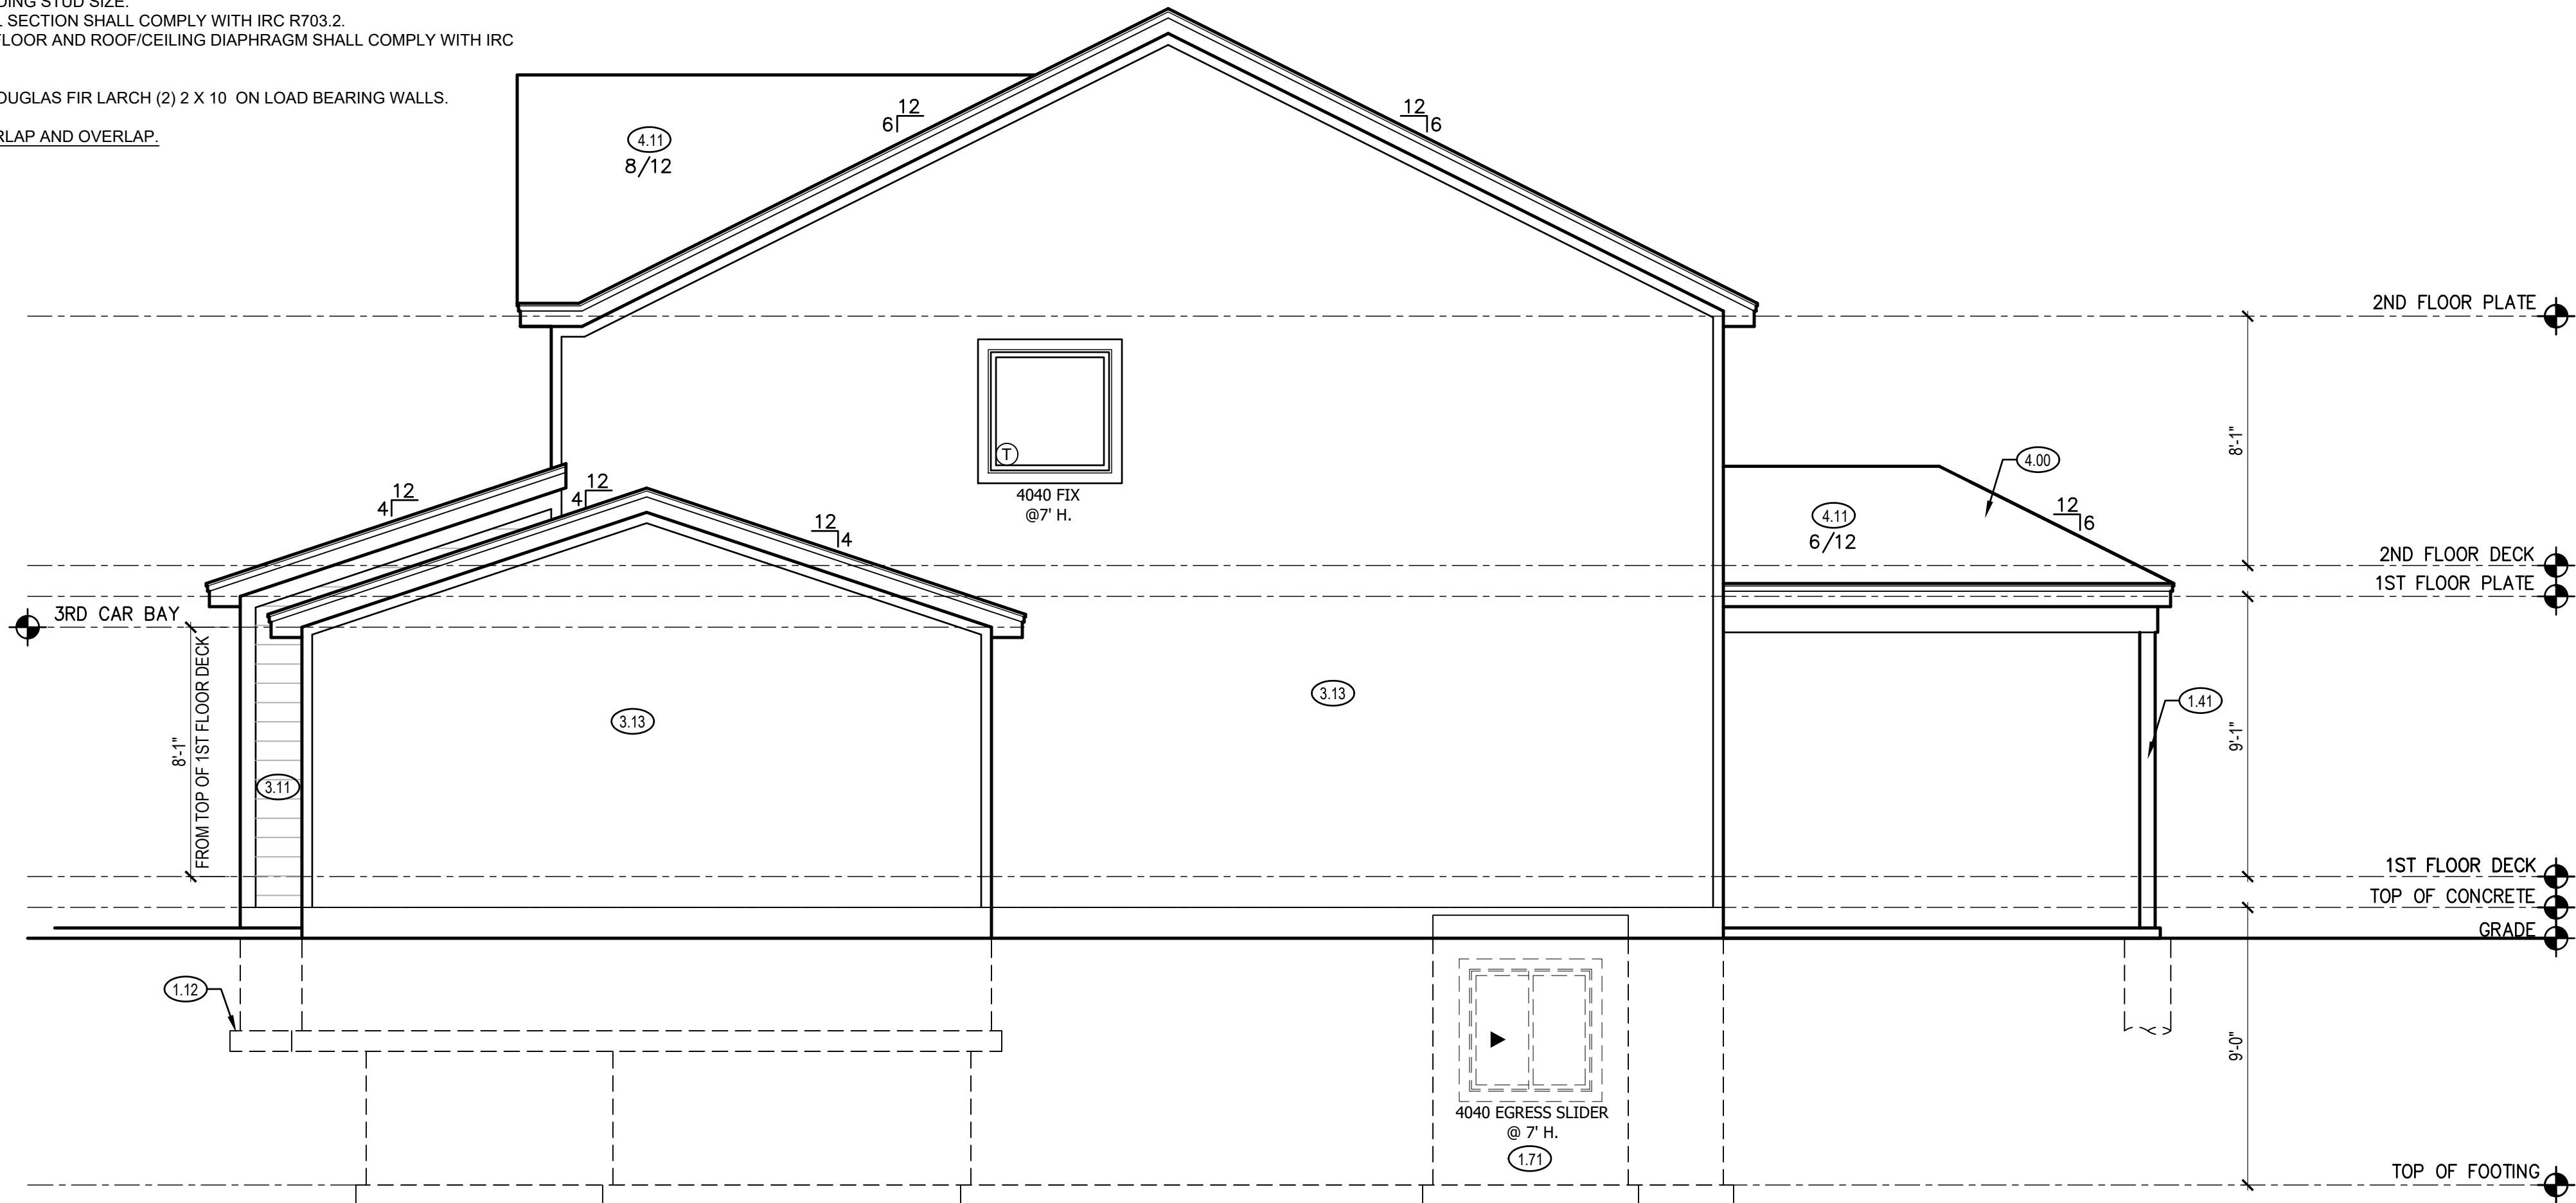 DING STUD SIZE.
SECTION SHALL COMPLY WITH IRC R703.2.
FLOOR AND ROOF/CEILING DIAPHRAGM SHALL COMPLY WITH IRC
DOUGLAS FIR LARCH (2) 2 X 10 ON LOAD BEARING WALLS.
RLAP AND OVERLAP.
12
6
12
6
4.11
8/12
2ND FLOOR PLATE
8'-1"
4.00
T
4040 FIX
@7' H.
12
4
12
4
12
4
4.11
6/12
12
6
2ND FLOOR DECK
1ST FLOOR PLATE
3RD CAR BAY
8'-1"
FROM TOP OF 1ST FLOOR DECK
3.13
3.13
3.11
1.41
9'-1"
1ST FLOOR DECK
TOP OF CONCRETE
GRADE
1.12
9'-0"
4040 EGRESS SLIDER
@ 7' H.
1.71
TOP OF FOOTING